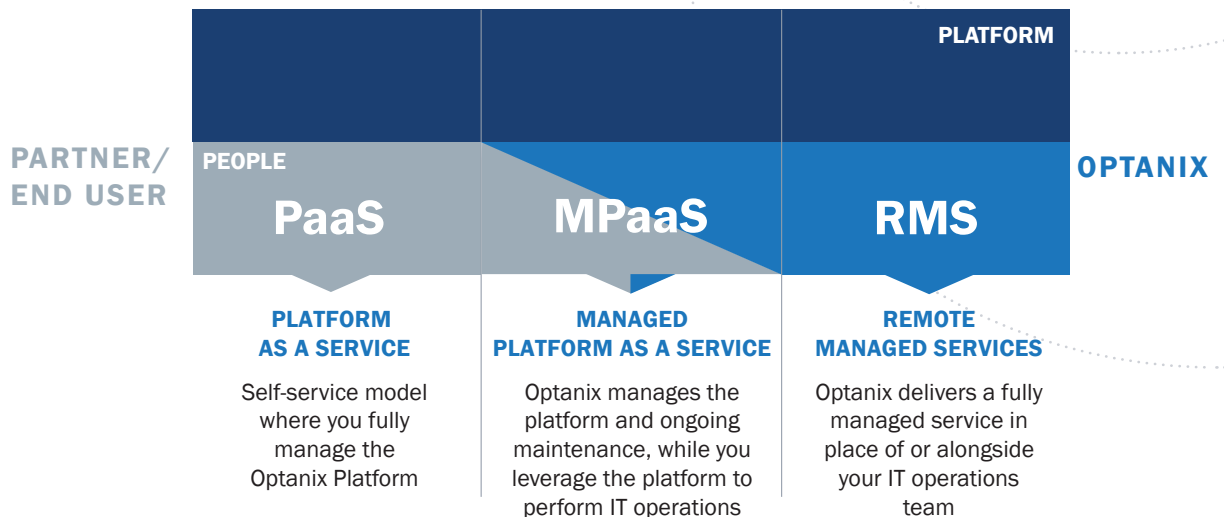 PLATFORM
PARTNER/
END USER
PEOPLE
PaaS
MPaaS
RMS
OPTANIX
PLATFORM
AS A SERVICE
Self-service model
where you fully
manage the
Optanix Platform
MANAGED
PLATFORM AS A SERVICE
Optanix manages the
platform and ongoing
maintenance, while you
leverage the platform to
perform IT operations
REMOTE
MANAGED SERVICES
Optanix delivers a fully
managed service in
place of or alongside
your IT operations
team